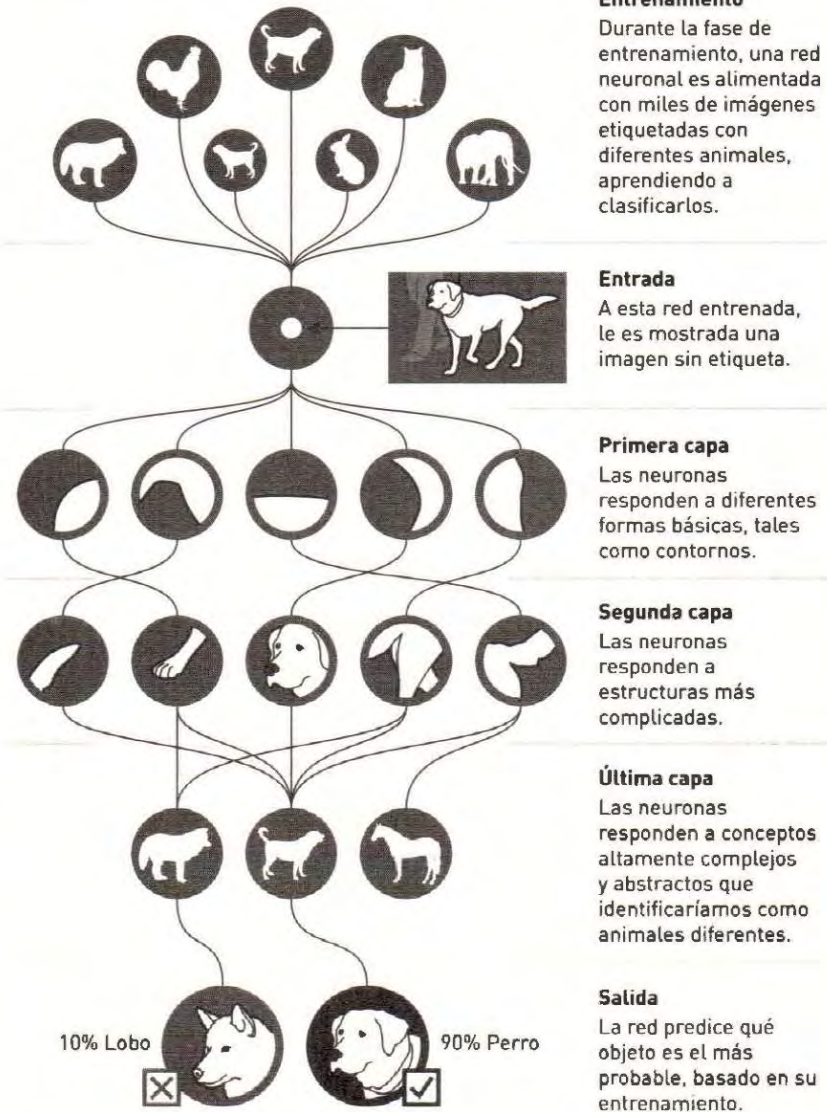 Entrenamiento
Durante la fase de
entrenamiento, una red
neuronal es alimentada
con miles de imágenes
etiquetadas con
diferentes animales,
aprendiendo a
clasificarlos.
Entrada
A esta red entrenada,
le es mostrada una
imagen sin etiqueta.
Primera capa
Las neuronas
responden a diferentes
formas básicas, tales
como contornos.
Segunda capa
Las neuronas
responden a
estructuras más
complicadas.
Última capa
Las neuronas
responden a conceptos
altamente complejos
y abstractos que
identificaríamos como
animales diferentes.
10% Lobo
90% Perro
Salida
La red predice qué
objeto es el más
probable, basado en su
entrenamiento.